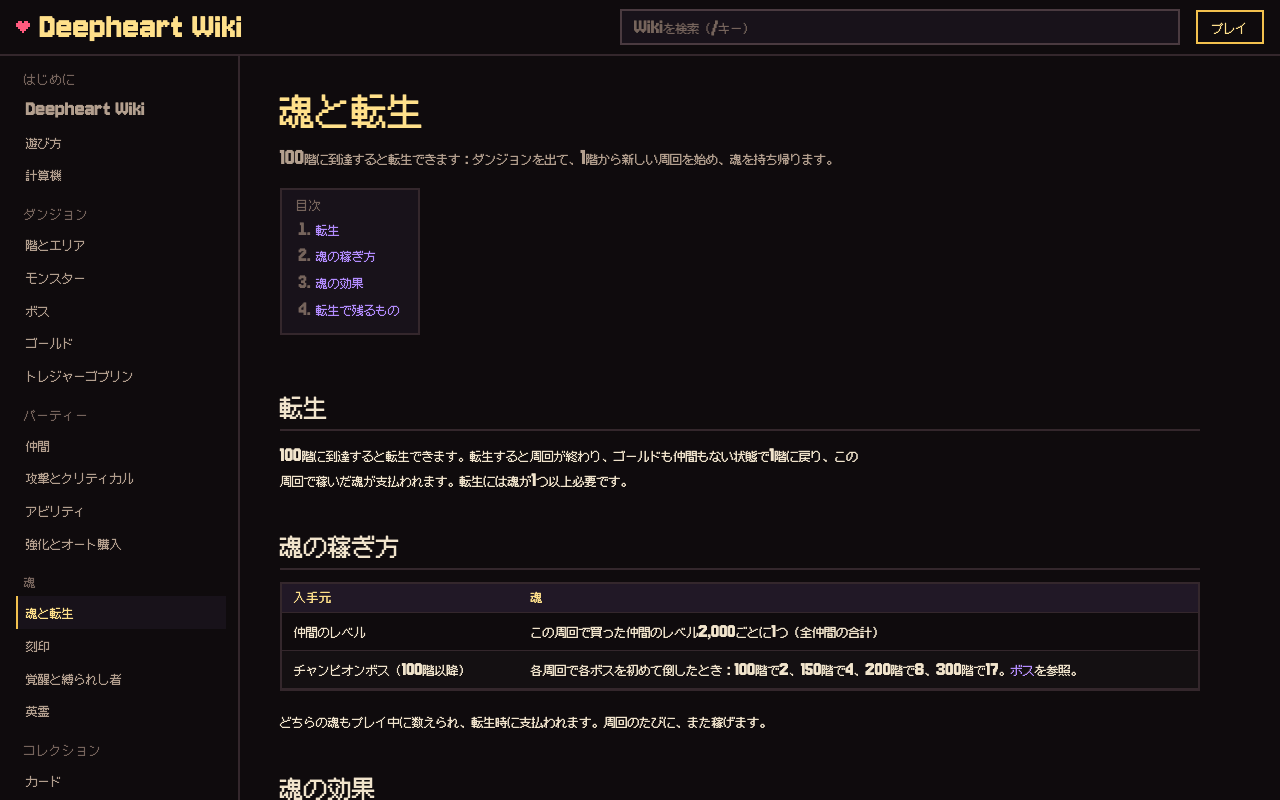 Deepheart Wiki
Wikiを検索（/キー）
プレイ
はじめに
Deepheart Wiki
遊び方
計算機
ダンジョン
階とエリア
モンスター
ボス
ゴールド
トレジャーゴブリン
パーティー
仲間
攻撃とクリティカル
アビリティ
強化とオート購入
魂
魂と転生
刻印
覚醒と縛られし者
英霊
コレクション
カード
魂と転生
100階に到達すると転生できます：ダンジョンを出て、1階から新しい周回を始め、魂を持ち帰ります。
目次
1. 転生
2. 魂の稼ぎ方
3. 魂の効果
4. 転生で残るもの
転生
100階に到達すると転生できます。転生すると周回が終わり、ゴールドも仲間もない状態で1階に戻り、この
周回で稼いだ魂が支払われます。転生には魂が1つ以上必要です。
魂の稼ぎ方
入手元 魂
仲間のレベル この周回で買った仲間のレベル2,000ごとに1つ（全仲間の合計）
チャンピオンボス（100階以降） 各周回で各ボスを初めて倒したとき：100階で2、150階で4、200階で8、300階で17。ボスを参照。
どちらの魂もプレイ中に数えられ、転生時に支払われます。周回のたびに、また稼げます。
魂の効果